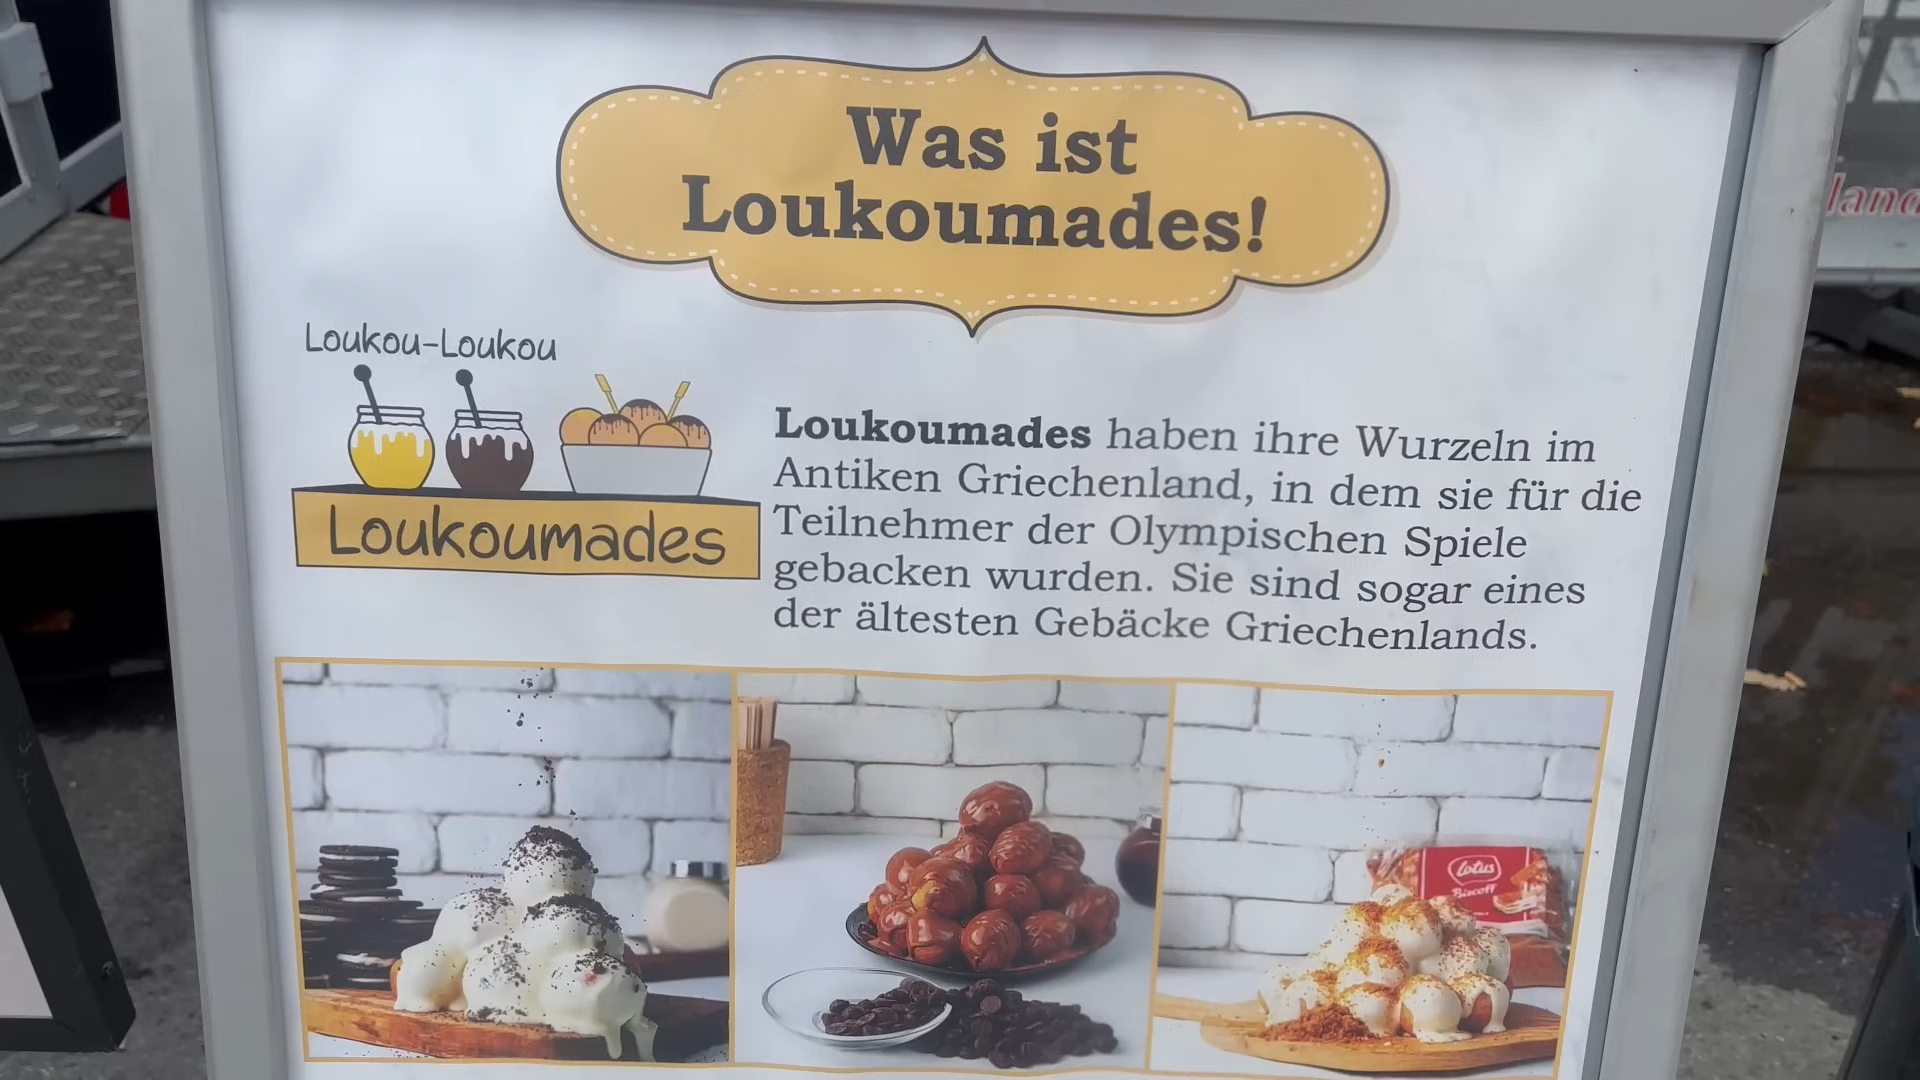 Was ist
Loukoumades!
Loukou-Loukou
Loukoumades
Loukoumades haben ihre Wurzeln im
Antiken Griechenland, in dem sie für die
Teilnehmer der Olympischen Spiele
gebacken wurden. Sie sind sogar eines
der ältesten Gebäcke Griechenlands.
Lotus
Biscoff
land